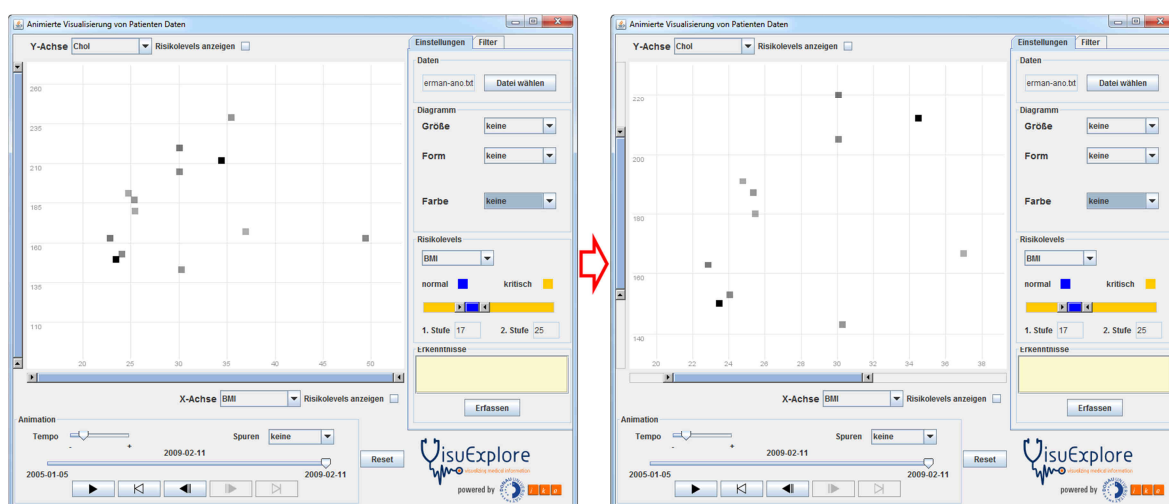 Animierte Visualisierung von Patienten Daten
Y-Achse Chol Risikolevels anzeigen
260
235
210
185
160
135
110
20 25 30 35 40 45 50
X-Achse BMI Risikolevels anzeigen
Einstellungen Filter
Daten
erman-ano.txt Datei wählen
Diagramm
Größe keine
Form keine
Farbe keine
Risikolevels
BMI
normal kritisch
1. Stufe 17 2. Stufe 25
Erkenntnisse
Erfassen
Animation
Tempo - + Spuren keine
2009-02-11
2005-01-05 2009-02-11
Reset
VisuExplore
visualizing medical information
powered by
ike
Animierte Visualisierung von Patienten Daten
Y-Achse Chol Risikolevels anzeigen
220
200
180
160
140
20 22 24 26 28 30 32 34 36 38
X-Achse BMI Risikolevels anzeigen
Einstellungen Filter
Daten
erman-ano.txt Datei wählen
Diagramm
Größe keine
Form keine
Farbe keine
Risikolevels
BMI
normal kritisch
1. Stufe 17 2. Stufe 25
Erkenntnisse
Erfassen
Animation
Tempo - + Spuren keine
2009-02-11
2005-01-05 2009-02-11
Reset
VisuExplore
visualizing medical information
powered by
ike